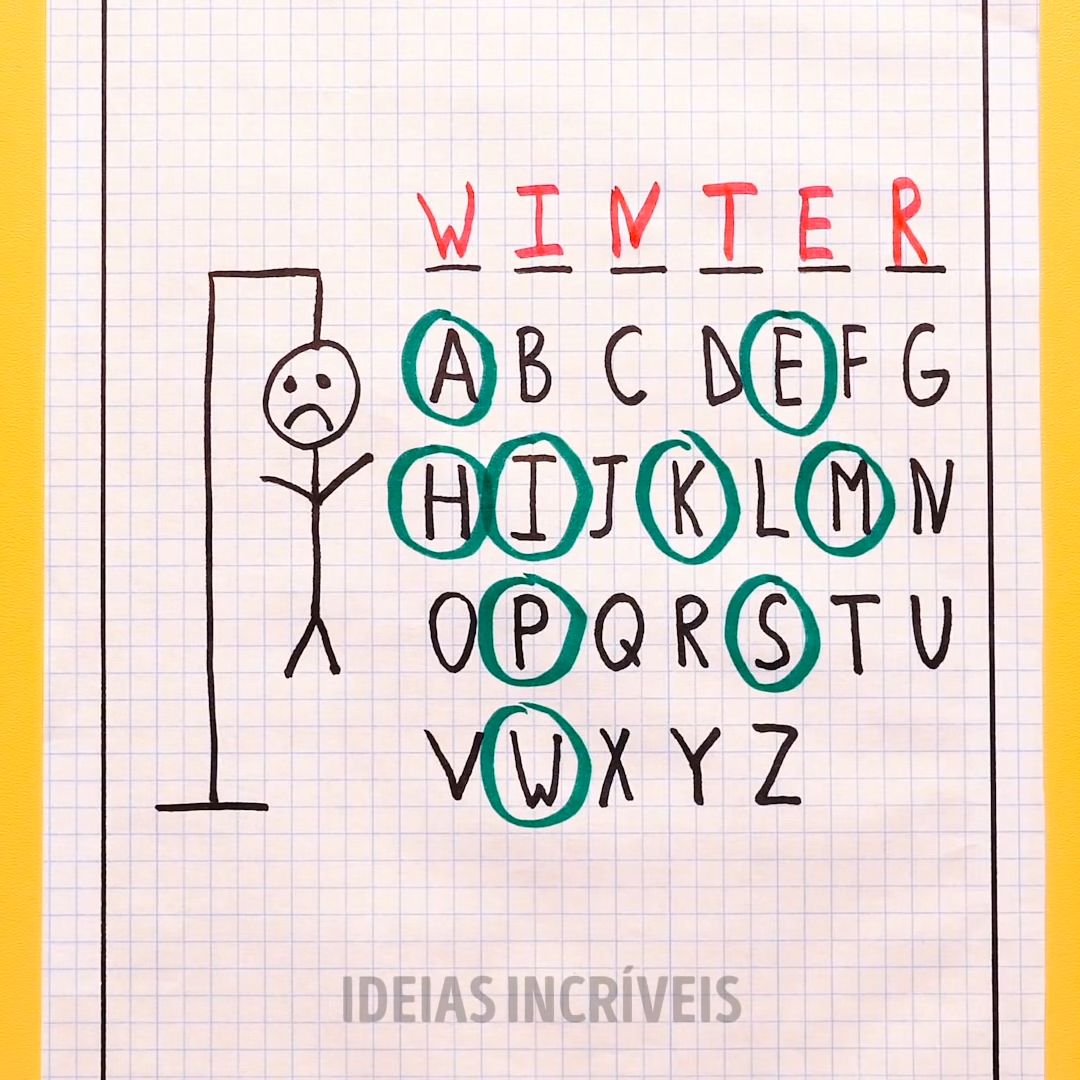 W I N T E R
A B C D E F G
H I J K L M N
O P Q R S T U
V W X Y Z
IDEIAS INCRÍVEIS